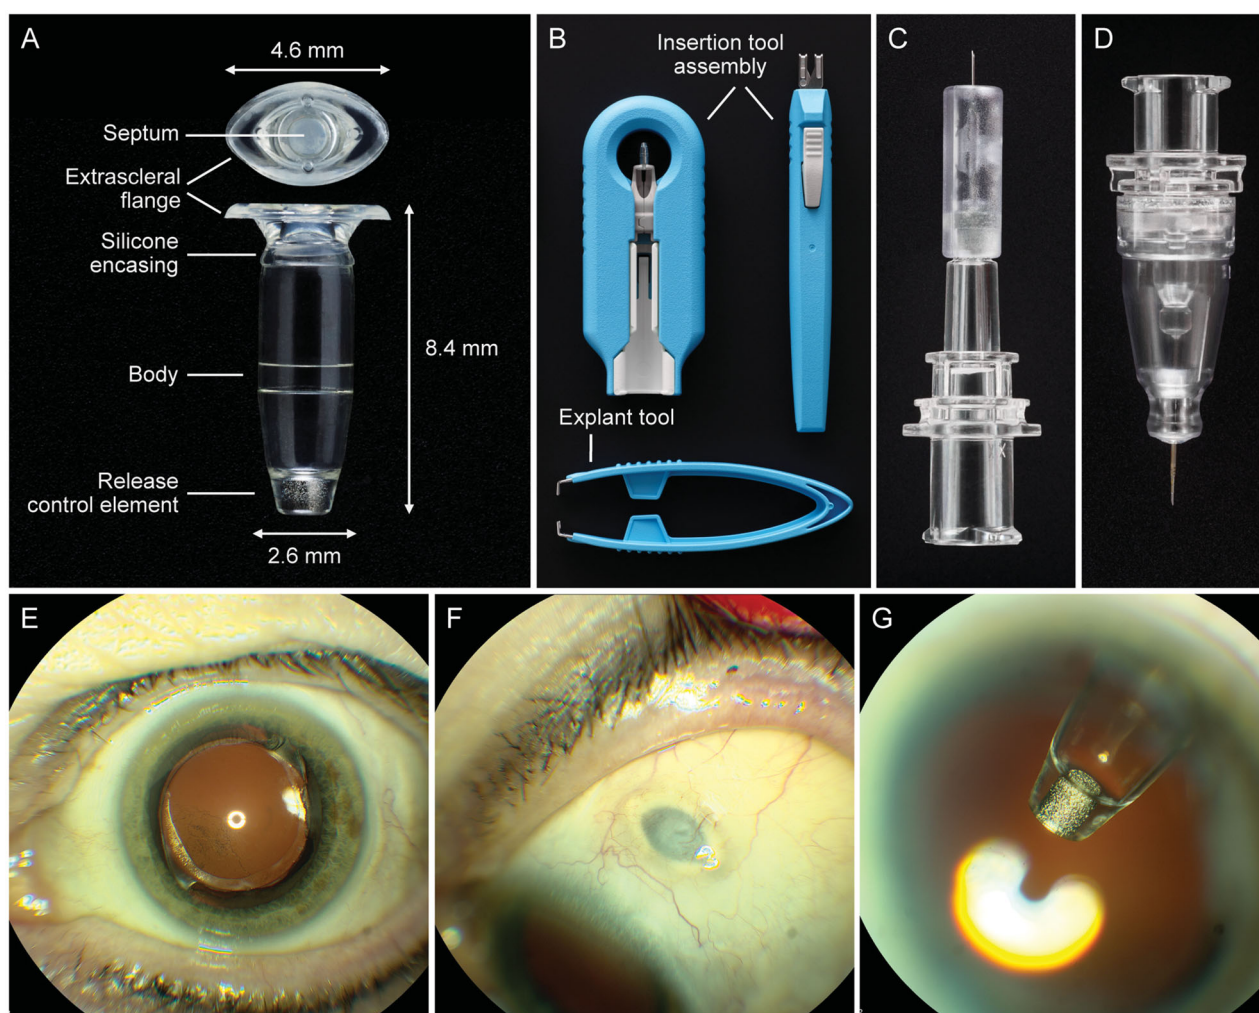 A
4.6 mm
Septum
Extrascleral
flange
Silicone
encasing
Body
8.4 mm
Release
control element
2.6 mm
B
Insertion tool
assembly
Explant tool
C
D
E
F
G